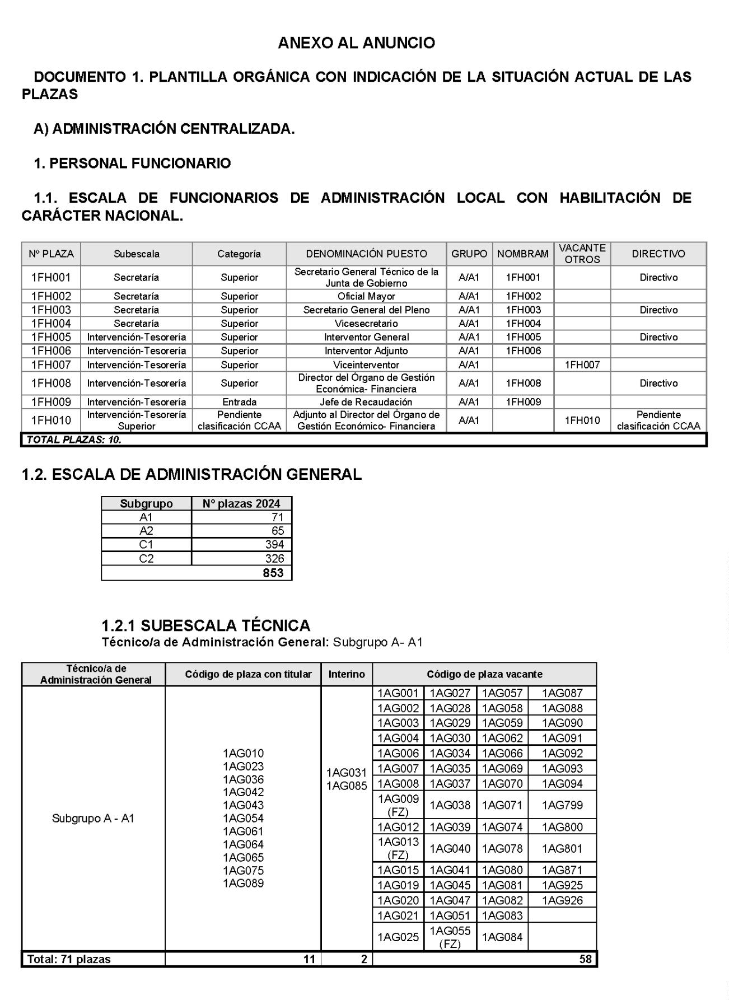 ANEXO AL ANUNCIO
DOCUMENTO 1. PLANTILLA ORGÁNICA CON INDICACIÓN DE LA SITUACIÓN ACTUAL DE LAS
PLAZAS
A) ADMINISTRACIÓN CENTRALIZADA.
1. PERSONAL FUNCIONARIO
1.1. ESCALA DE FUNCIONARIOS DE ADMINISTRACIÓN LOCAL CON HABILITACIÓN DE
CARÁCTER NACIONAL.
Nº PLAZA Subescala Categoría DENOMINACIÓN PUESTO GRUPO NOMBRAM VACANTE OTROS DIRECTIVO
1FH001 Secretaría Superior Secretario General Técnico de la Junta de Gobierno A/A1 1FH001 Directivo
1FH002 Secretaría Superior Oficial Mayor A/A1 1FH002
1FH003 Secretaría Superior Secretario General del Pleno A/A1 1FH003 Directivo
1FH004 Secretaría Superior Vicesecretario A/A1 1FH004
1FH005 Intervención-Tesorería Superior Interventor General A/A1 1FH005 Directivo
1FH006 Intervención-Tesorería Superior Interventor Adjunto A/A1 1FH006
1FH007 Intervención-Tesorería Superior Viceinterventor A/A1 1FH007
1FH008 Intervención-Tesorería Superior Director del Órgano de Gestión Económica- Financiera A/A1 1FH008 Directivo
1FH009 Intervención-Tesorería Entrada Jefe de Recaudación A/A1 1FH009
1FH010 Intervención-Tesorería Superior Pendiente clasificación CCAA Adjunto al Director del Órgano de Gestión Económico- Financiera A/A1 1FH010 Pendiente clasificación CCAA
TOTAL PLAZAS: 10.
1.2. ESCALA DE ADMINISTRACIÓN GENERAL
Subgrupo Nº plazas 2024
A1 71
A2 65
C1 394
C2 326
853
1.2.1 SUBESCALA TÉCNICA
Técnico/a de Administración General: Subgrupo A- A1
Técnico/a de Administración General Código de plaza con titular Interino Código de plaza vacante
Subgrupo A - A1
1AG010
1AG023
1AG036
1AG042
1AG043
1AG054
1AG061
1AG064
1AG065
1AG075
1AG089
1AG031
1AG085
1AG001 1AG027 1AG057 1AG087
1AG002 1AG028 1AG058 1AG088
1AG003 1AG029 1AG059 1AG090
1AG004 1AG030 1AG062 1AG091
1AG006 1AG034 1AG066 1AG092
1AG007 1AG035 1AG069 1AG093
1AG008 1AG037 1AG070 1AG094
1AG009 (FZ) 1AG038 1AG071 1AG799
1AG012 1AG039 1AG074 1AG800
1AG013 (FZ) 1AG040 1AG078 1AG801
1AG015 1AG041 1AG080 1AG871
1AG019 1AG045 1AG081 1AG925
1AG020 1AG047 1AG082 1AG926
1AG021 1AG051 1AG083
1AG025 1AG055 (FZ) 1AG084
Total: 71 plazas 11 2 58